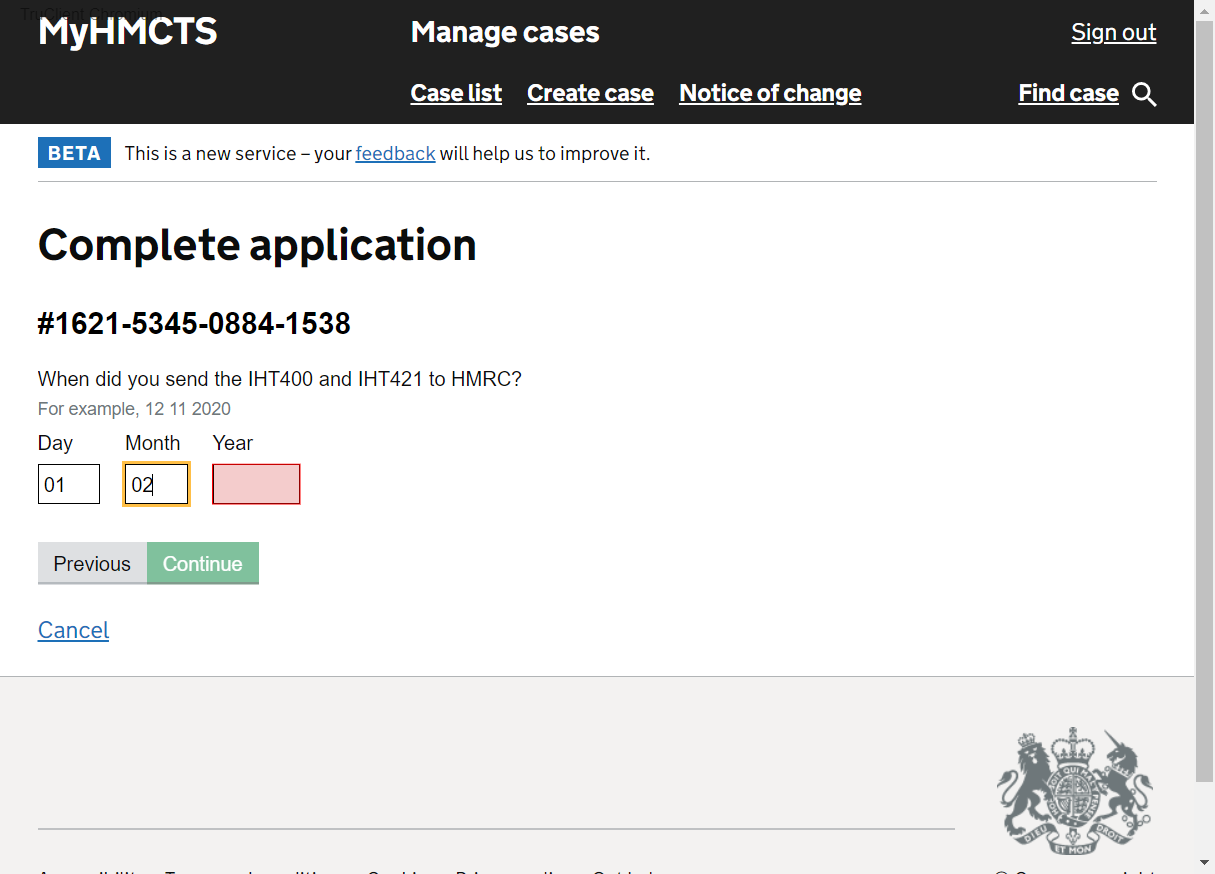 TruClient Chromium
MyHMCTS
Manage cases
Sign out
Case list Create case Notice of change
Find case
BETA This is a new service – your feedback will help us to improve it.
Complete application
#1621-5345-0884-1538
When did you send the IHT400 and IHT421 to HMRC?
For example, 12 11 2020
Day Month Year
01 02
Previous Continue
Cancel
DIEU ET MON DROIT